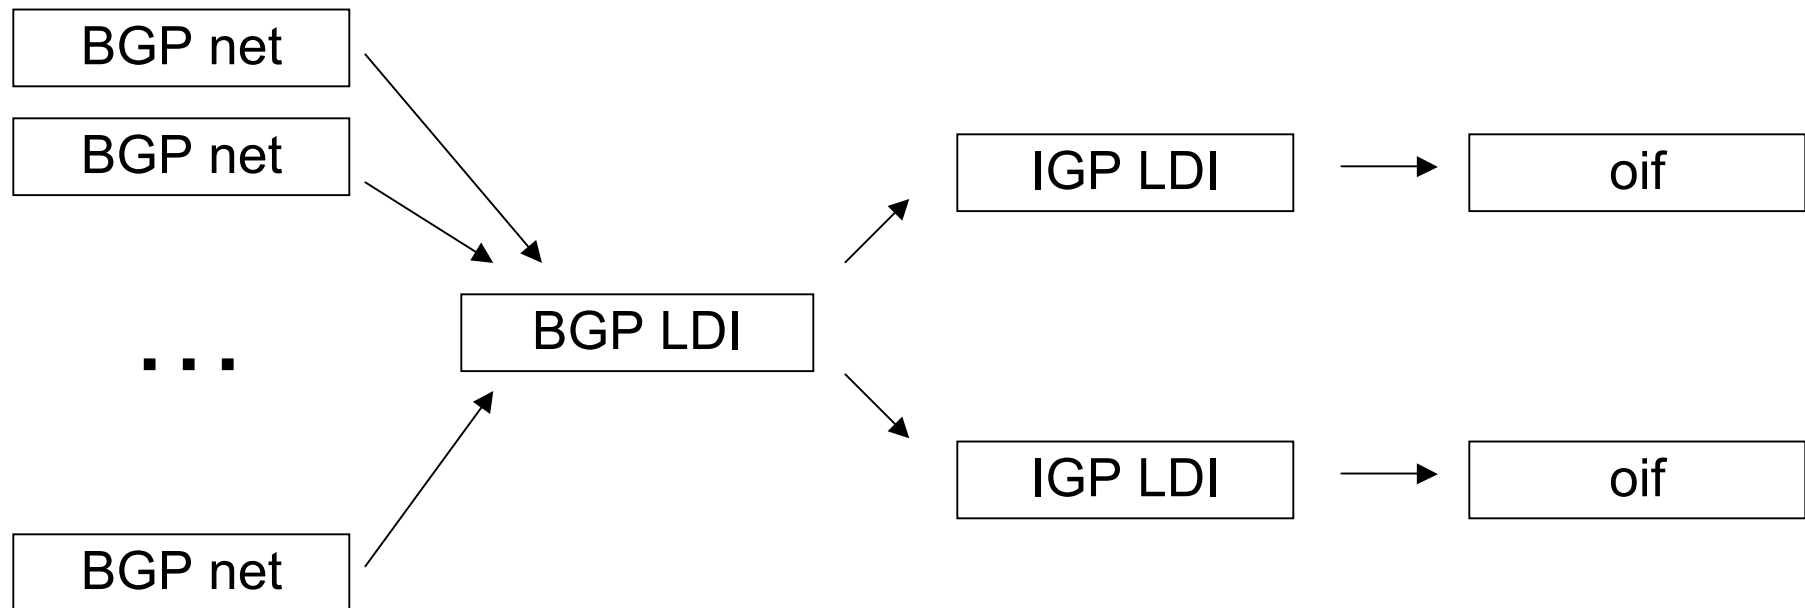 BGP net
BGP net
...
BGP net
BGP LDI
IGP LDI
oif
IGP LDI
oif